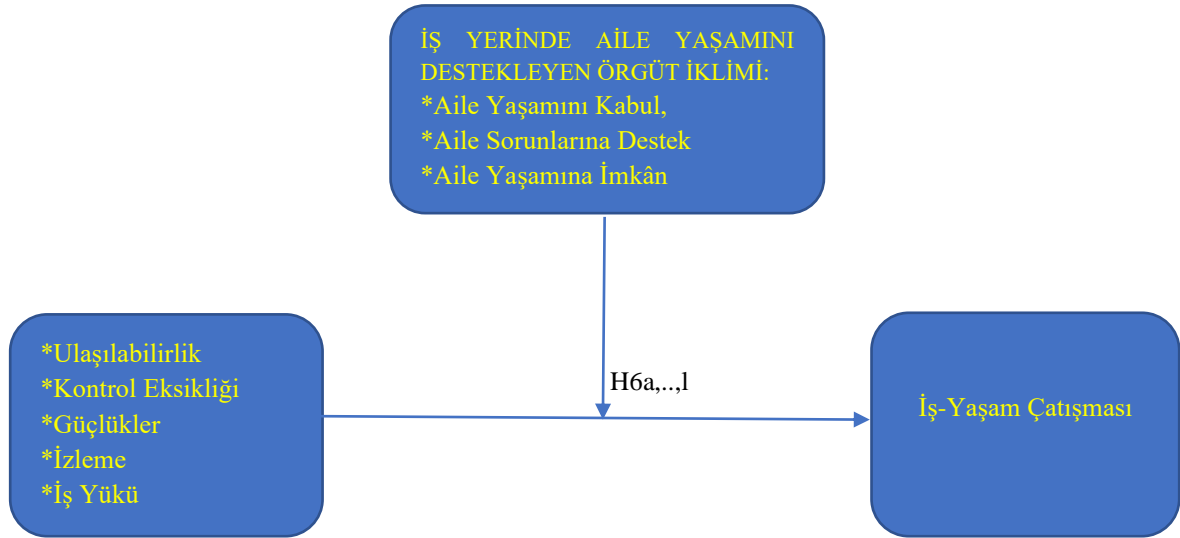 İŞ YERİNDE AİLE YAŞAMINI
DESTEKLEYEN ÖRGÜT İKLİMİ:
*Aile Yaşamını Kabul,
*Aile Sorunlarına Destek
*Aile Yaşamına İmkân
*Ulaşılabilirlik
*Kontrol Eksikliği
*Güçlükler
*İzleme
*İş Yükü
H6a,..,l
İş-Yaşam Çatışması